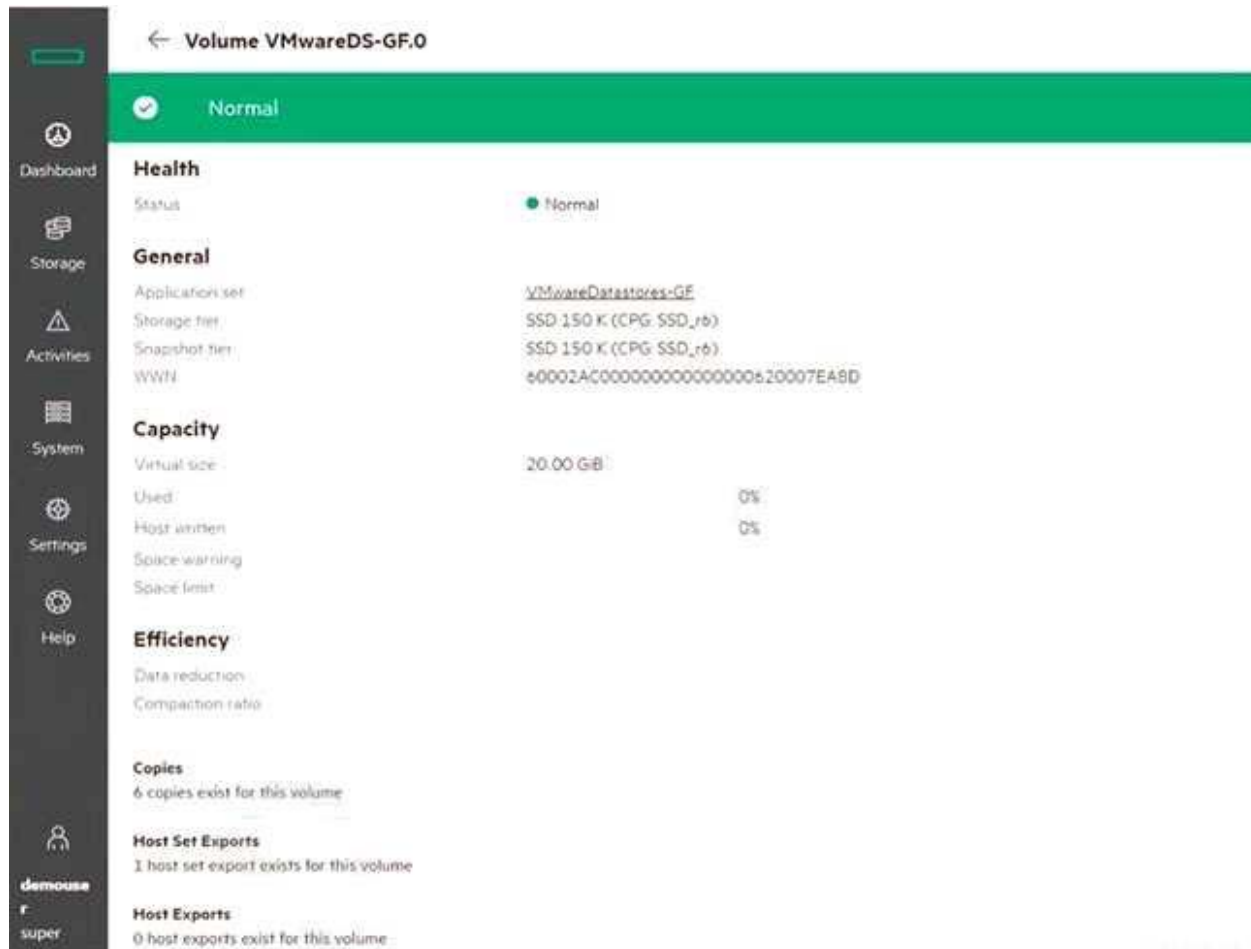 ← Volume VMwareDS-GF.0
Normal
Dashboard
Storage
Activities
System
Settings
Help
demouse
r
super
Health
Status Normal
General
Application set VMwareDatastores-GF
Storage tier SSD 150 K (CPG: SSD_r6)
Snapshot tier SSD 150 K (CPG: SSD_r6)
WWN 60002AC0000000000000000620007EABD
Capacity
Virtual size 20.00 GiB
Used 0%
Host written 0%
Space warning
Space limit
Efficiency
Data reduction
Compaction ratio
Copies
6 copies exist for this volume
Host Set Exports
1 host set export exists for this volume
Host Exports
0 host exports exist for this volume